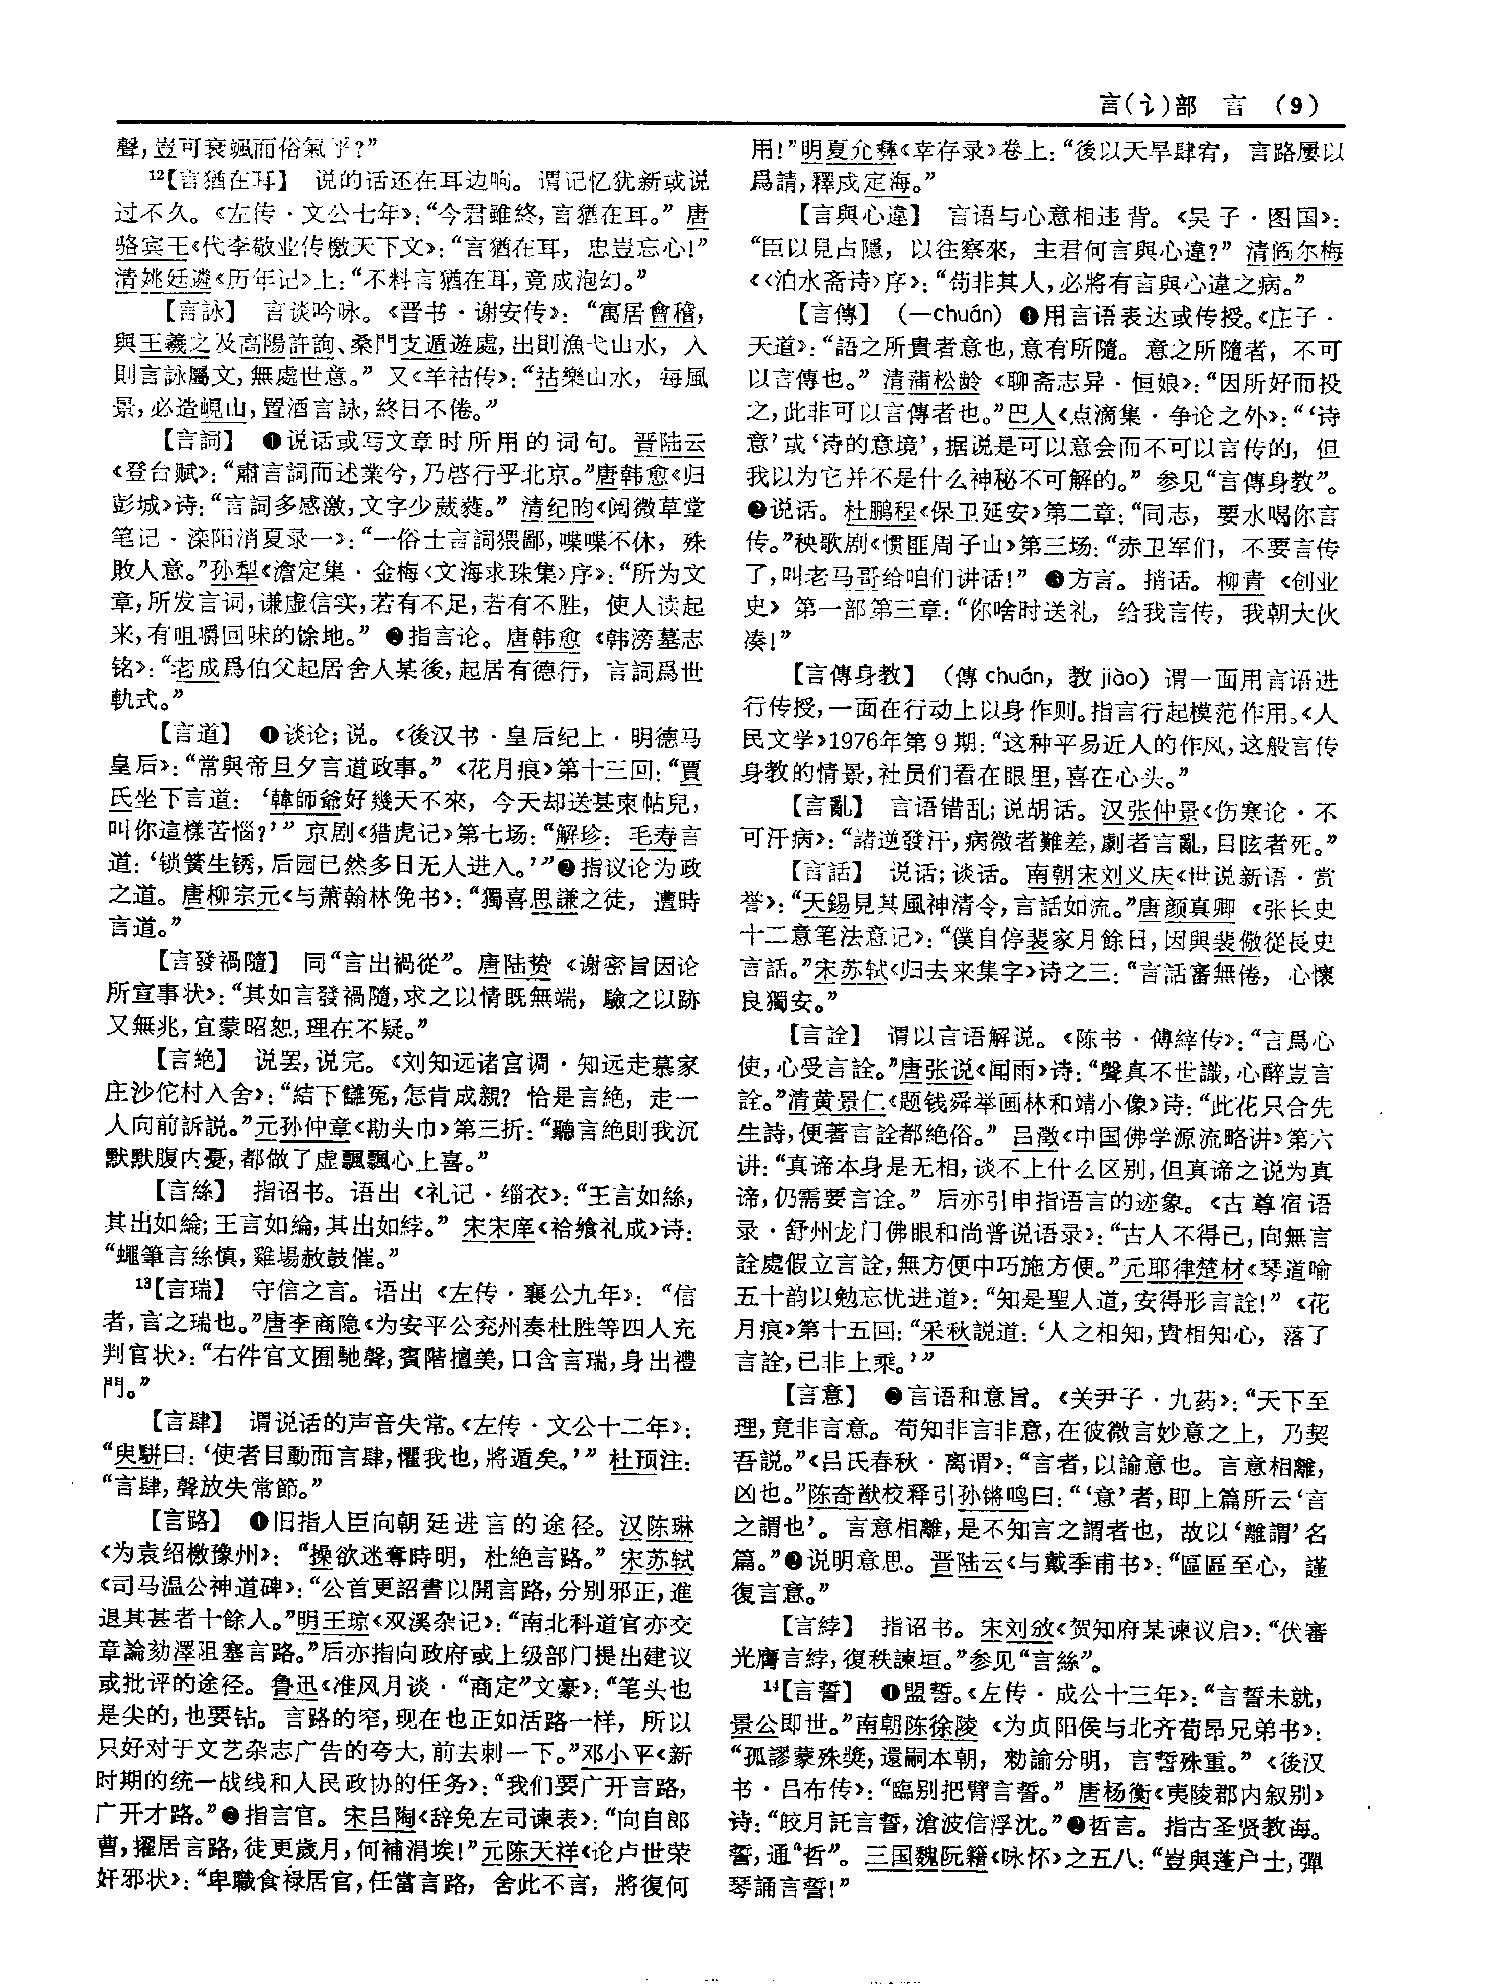 言(讠)部　言　(9)
聲，豈可衰颯而俗氣乎？”
12【言猶在耳】　说的话还在耳边响。谓记忆犹新或说
过不久。《左传·文公七年》：“今君雖終，言猶在耳。”唐
骆宾王《代李敬业传檄天下文》：“言猶在耳，忠豈忘心！”
清姚廷遴《历年记》上：“不料言猶在耳，竟成泡幻。”
【言詠】　言谈吟咏。《晋书·谢安传》：“寓居會稽，
與王羲之及高陽許詢、桑門支遁遊處，出則漁弋山水，入
則言詠屬文，無處世意。”又《羊祜传》：“祜樂山水，每風
景，必造峴山，置酒言詠，終日不倦。”
【言詞】　❶说话或写文章时所用的词句。晋陆云
《登台赋》：“肅言詞而述業兮，乃啓行乎北京。”唐韩愈《归
彭城》诗：“言詞多感激，文字少葳蕤。”清纪昀《阅微草堂
笔记·滦阳消夏录一》：“一俗士言詞猥鄙，喋喋不休，殊
敗人意。”孙犁《澹定集·金梅〈文海求珠集〉序》：“所为文
章，所发言词，谦虚信实，若有不足，若有不胜，使人读起
来，有咀嚼回味的馀地。”❷指言论。唐韩愈《韩滂墓志
铭》：“老成爲伯父起居舍人某後，起居有德行，言詞爲世
軌式。”
【言道】　❶谈论；说。《後汉书·皇后纪上·明德马
皇后》：“常與帝旦夕言道政事。”《花月痕》第十三回：“賈
氏坐下言道：‘韓師爺好幾天不來，今天却送甚柬帖兒，
叫你這樣苦惱？’”京剧《猎虎记》第七场：“解珍：毛寿言
道：‘锁簧生锈，后园已然多日无人进入。’”❷指议论为政
之道。唐柳宗元《与萧翰林俛书》：“獨喜思謙之徒，遭時
言道。”
【言發禍隨】　同“言出禍從”。唐陆贽《谢密旨因论
所宣事状》：“其如言發禍隨，求之以情既無端，驗之以跡
又無兆，宜蒙昭恕，理在不疑。”
【言絶】　说罢，说完。《刘知远诸宫调·知远走慕家
庄沙佗村入舍》：“結下讎冤，怎肯成親？恰是言絶，走一
人向前訴説。”元孙仲章《勘头巾》第三折：“聽言絶則我沉
默默腹内憂，都做了虚飄飄心上喜。”
【言絲】　指诏书。语出《礼记·缁衣》：“王言如絲，
其出如綸；王言如綸，其出如綍。”宋宋庠《祫飨礼成》诗：
“蠅筆言絲慎，雞場赦鼓催。”
13【言瑞】　守信之言。语出《左传·襄公九年》：“信
者，言之瑞也。”唐李商隐《为安平公兖州奏杜胜等四人充
判官状》：“右件官文囿馳聲，賓階擅美，口含言瑞，身出禮
門。”
【言肆】　谓说话的声音失常。《左传·文公十二年》：
“臾駢曰：‘使者目動而言肆，懼我也，將遁矣。’”杜预注：
“言肆，聲放失常節。”
【言路】　❶旧指人臣向朝廷进言的途径。汉陈琳
《为袁绍檄豫州》：“操欲迷奪時明，杜絶言路。”宋苏轼
《司马温公神道碑》：“公首更詔書以開言路，分别邪正，進
退其甚者十餘人。”明王琼《双溪杂记》：“南北科道官亦交
章論劾澤阻塞言路。”后亦指向政府或上级部门提出建议
或批评的途径。鲁迅《准风月谈·“商定”文豪》：“笔头也
是尖的，也要钻。言路的窄，现在也正如活路一样，所以
只好对于文艺杂志广告的夸大，前去刺一下。”邓小平《新
时期的统一战线和人民政协的任务》：“我们要广开言路，
广开才路。”❷指言官。宋吕陶《辞免左司谏表》：“向自郎
曹，擢居言路，徒更歲月，何補涓埃！”元陈天祥《论卢世荣
奸邪状》：“卑職食禄居官，任當言路，舍此不言，將復何
用！”明夏允彝《幸存录》卷上：“後以天旱肆宥，言路屢以
爲請，釋戍定海。”
【言與心違】　言语与心意相违背。《吴子·图国》：
“臣以見占隱，以往察來，主君何言與心違？”清阎尔梅
《〈泊水斋诗〉序》：“苟非其人，必將有言與心違之病。”
【言傳】　(一chuán)❶用言语表达或传授。《庄子·
天道》：“語之所貴者意也，意有所隨。意之所隨者，不可
以言傳也。”清蒲松龄《聊斋志异·恒娘》：“因所好而投
之，此非可以言傳者也。”巴人《点滴集·争论之外》：“‘诗
意’或‘诗的意境’，据说是可以意会而不可以言传的，但
我以为它并不是什么神秘不可解的。”参见“言傳身教”。
❷说话。杜鹏程《保卫延安》第二章：“同志，要水喝你言
传。”秧歌剧《惯匪周子山》第三场：“赤卫军们，不要言传
了，叫老马哥给咱们讲话！”❸方言。捎话。柳青《创业
史》第一部第三章：“你啥时送礼，给我言传，我朝大伙
凑！”
【言傳身教】　(傳chuán，教jiào)谓一面用言语进
行传授，一面在行动上以身作则。指言行起模范作用。《人
民文学》1976年第9期：“这种平易近人的作风，这般言传
身教的情景，社员们看在眼里，喜在心头。”
【言亂】　言语错乱；说胡话。汉张仲景《伤寒论·不
可汗病》：“諸逆發汗，病微者難差，劇者言亂，目眩者死。”
【言話】　说话；谈话。南朝宋刘义庆《世说新语·赏
誉》：“天錫見其風神清令，言話如流。”唐颜真卿《张长史
十二意笔法意记》：“僕自停裴家月餘日，因與裴儆從長史
言話。”宋苏轼《归去来集字》诗之三：“言話審無倦，心懷
良獨安。”
【言詮】　谓以言语解说。《陈书·傅縡传》：“言爲心
使，心受言詮。”唐张说《闻雨》诗：“聲真不世識，心醉豈言
詮。”清黄景仁《题钱舜举画林和靖小像》诗：“此花只合先
生詩，便著言詮都絶俗。”吕澂《中国佛学源流略讲》第六
讲：“真谛本身是无相，谈不上什么区别，但真谛之说为真
谛，仍需要言诠。”后亦引申指语言的迹象。《古尊宿语
录·舒州龙门佛眼和尚普说语录》：“古人不得已，向無言
詮處假立言詮，無方便中巧施方便。”元耶律楚材《琴道喻
五十韵以勉忘忧进道》：“知是聖人道，安得形言詮！”《花
月痕》第十五回：“采秋説道：‘人之相知，貴相知心，落了
言詮，已非上乘。’”
【言意】　❷言语和意旨。《关尹子·九药》：“天下至
理，竟非言意。苟知非言非意，在彼微言妙意之上，乃契
吾説。”《吕氏春秋·离谓》：“言者，以諭意也。言意相離，
凶也。”陈奇猷校释引孙锵鸣曰：“‘意’者，即上篇所云‘言
之謂也’。言意相離，是不知言之謂者也，故以‘離謂’名
篇。”❷说明意思。晋陆云《与戴季甫书》：“區區至心，謹
復言意。”
【言綍】　指诏书。宋刘攽《贺知府某谏议启》：“伏審
光膺言綍，復秩諫垣。”参见“言絲”。
14【言誓】　❶盟誓。《左传·成公十三年》：“言誓未就，
景公即世。”南朝陈徐陵《为贞阳侯与北齐荀昂兄弟书》：
“孤謬蒙殊奬，還嗣本朝，勑諭分明，言誓殊重。”《後汉
书·吕布传》：“臨别把臂言誓。”唐杨衡《夷陵郡内叙别》
诗：“皎月託言誓，滄波信浮沈。”❷哲言。指古圣贤教诲。
誓，通“哲”。三国魏阮籍《咏怀》之五八：“豈與蓬户士，彈
琴誦言誓！”